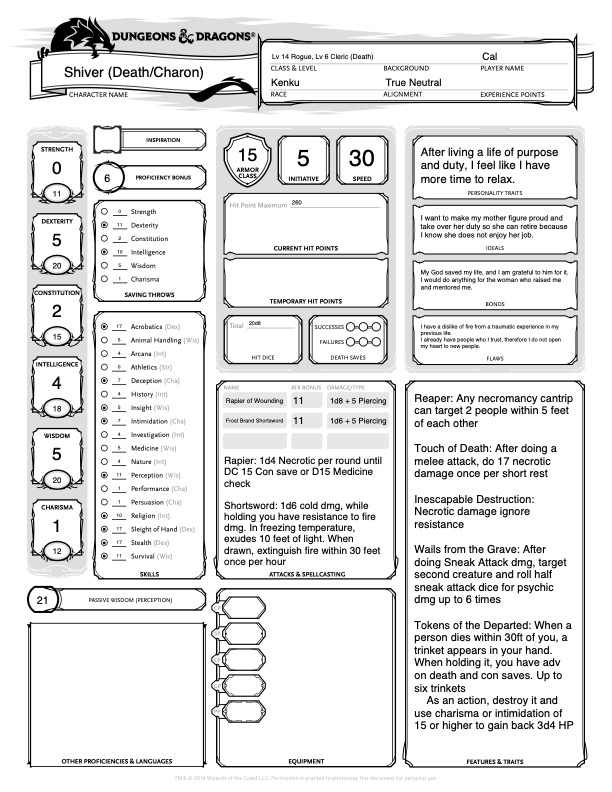 DUNGEONS & DRAGONS®
Shiver (Death/Charon)
CHARACTER NAME
Lv 14 Rogue, Lv 6 Cleric (Death)
Cal
CLASS & LEVEL
BACKGROUND
PLAYER NAME
Kenku
True Neutral
RACE
ALIGNMENT
EXPERIENCE POINTS
STRENGTH
0
11
DEXTERITY
5
20
CONSTITUTION
2
15
INTELLIGENCE
4
18
WISDOM
5
20
CHARISMA
1
12
INSPIRATION
6
PROFICIENCY BONUS
0 Strength
11 Dexterity
2 Constitution
10 Intelligence
5 Wisdom
1 Charisma
SAVING THROWS
17 Acrobatics (Dex)
5 Animal Handling (Wis)
4 Arcana (Int)
0 Athletics (Str)
7 Deception (Cha)
4 History (Int)
5 Insight (Wis)
7 Intimidation (Cha)
4 Investigation (Int)
5 Medicine (Wis)
4 Nature (Int)
11 Perception (Wis)
1 Performance (Cha)
1 Persuasion (Cha)
10 Religion (Int)
17 Sleight of Hand (Dex)
17 Stealth (Dex)
11 Survival (Wis)
SKILLS
21
PASSIVE WISDOM (PERCEPTION)
OTHER PROFICIENCIES & LANGUAGES
15
ARMOR
CLASS
5
INITIATIVE
30
SPEED
Hit Point Maximum 260
CURRENT HIT POINTS
TEMPORARY HIT POINTS
Total 20d8
HIT DICE
SUCCESSES
FAILURES
DEATH SAVES
NAME
ATK BONUS
DAMAGE/TYPE
Rapier of Wounding 11 1d8 + 5 Piercing
Frost Brand Shortsword 11 1d6 + 5 Piercing
Rapier: 1d4 Necrotic per round until
DC 15 Con save or D15 Medicine
check
Shortsword: 1d6 cold dmg, while
holding you have resistance to fire
dmg. In freezing temperature,
exudes 10 feet of light. When
drawn, extinguish fire within 30 feet
once per hour
ATTACKS & SPELLCASTING
CP
SP
EP
GP
PP
EQUIPMENT
After living a life of purpose
and duty, I feel like I have
more time to relax.
PERSONALITY TRAITS
I want to make my mother figure proud and
take over her duty so she can retire because
I know she does not enjoy her job.
IDEALS
My God saved my life, and I am grateful to him for it.
I would do anything for the woman who raised me
and mentored me.
BONDS
I have a dislike of fire from a traumatic experience in my
previous life.
I already have people who I trust, therefore I do not open
my heart to new people.
FLAWS
Reaper: Any necromancy cantrip
can target 2 people within 5 feet
of each other
Touch of Death: After doing a
melee attack, do 17 necrotic
damage once per short rest
Inescapable Destruction:
Necrotic damage ignore
resistance
Wails from the Grave: After
doing Sneak Attack dmg, target
second creature and roll half
sneak attack dice for psychic
dmg up to 6 times
Tokens of the Departed: When a
person dies within 30ft of you, a
trinket appears in your hand.
When holding it, you have adv
on death and con saves. Up to
six trinkets
As an action, destroy it and
use charisma or intimidation of
15 or higher to gain back 3d4 HP
FEATURES & TRAITS
TM & © 2014 Wizards of the Coast LLC. Permission is granted to photocopy this document for personal use.